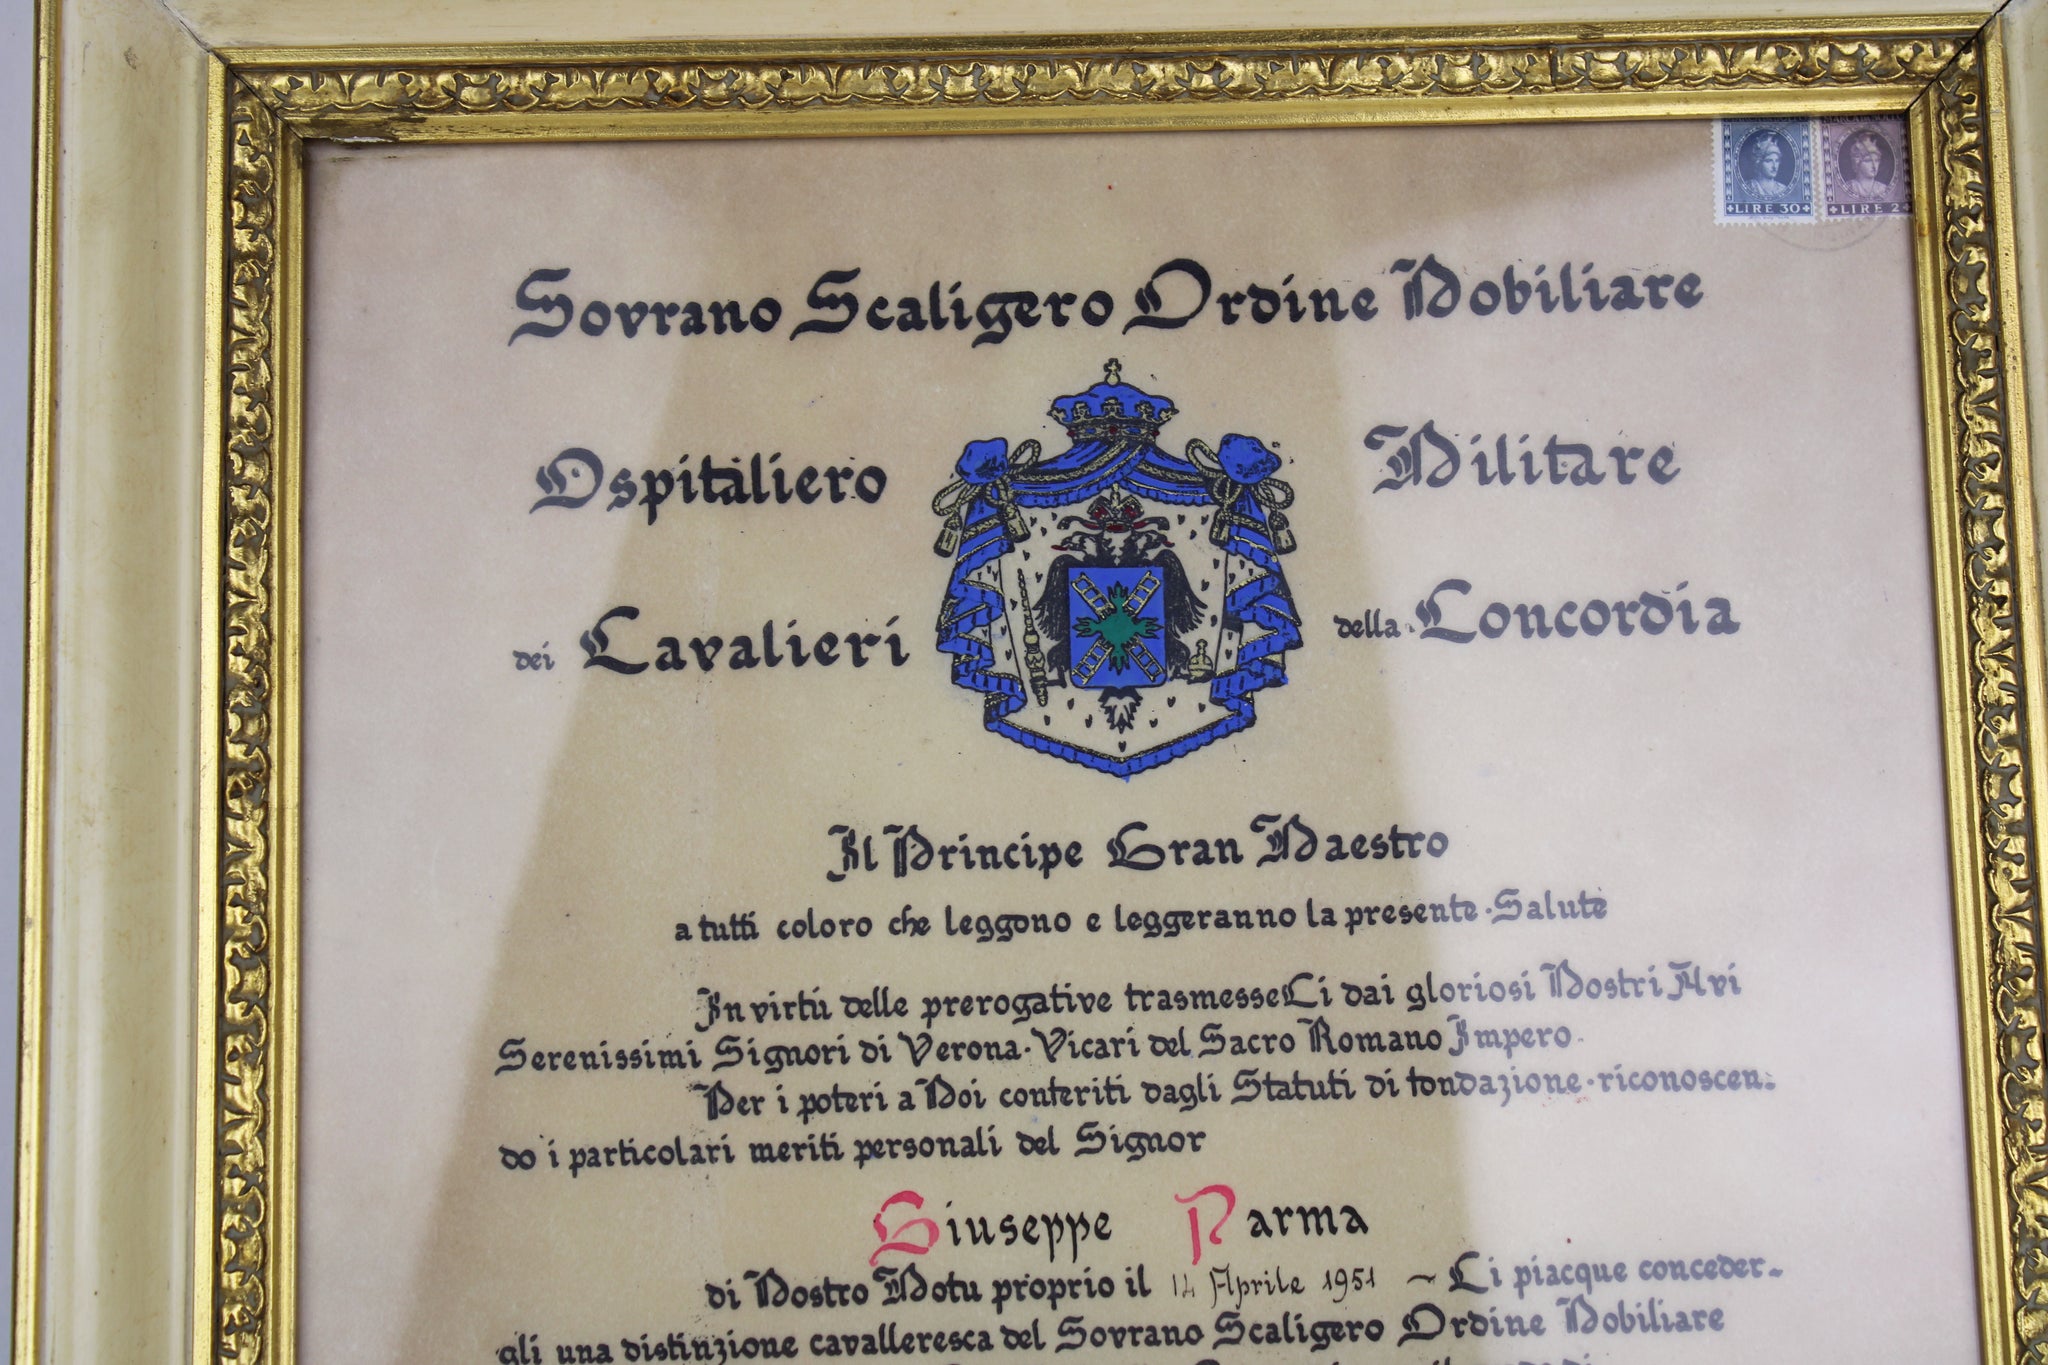 LIRE 30 LIRE 2
Sovrano Scaligero Ordine Nobiliare
Ospitaliero Militare
dei Cavalieri della Concordia
Il Principe Gran Maestro
a tutti coloro che leggono e leggeranno la presente · Salute
In virtú delle prerogative trasmesseCi dai gloriosi Nostri Avi
Serenissimi Signori di Verona · Vicari del Sacro Romano Impero ·
Per i poteri a Noi conferiti dagli Statuti di fondazione · riconoscen-
do i particolari meriti personali del Signor
Giuseppe Parma
di Nostro Motu proprio il 14 Aprile 1951 ~ Ci piacque conceder-
gli una distinzione cavalleresca del Sovrano Scaligero Ordine Nobiliare